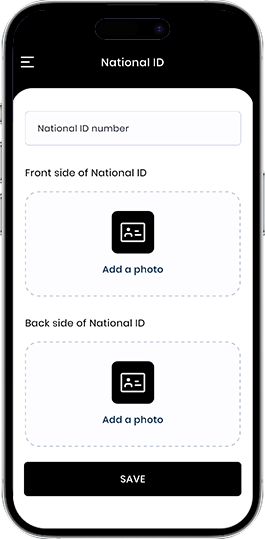 National ID
National ID number
Front side of National ID
Add a photo
Back side of National ID
Add a photo
SAVE